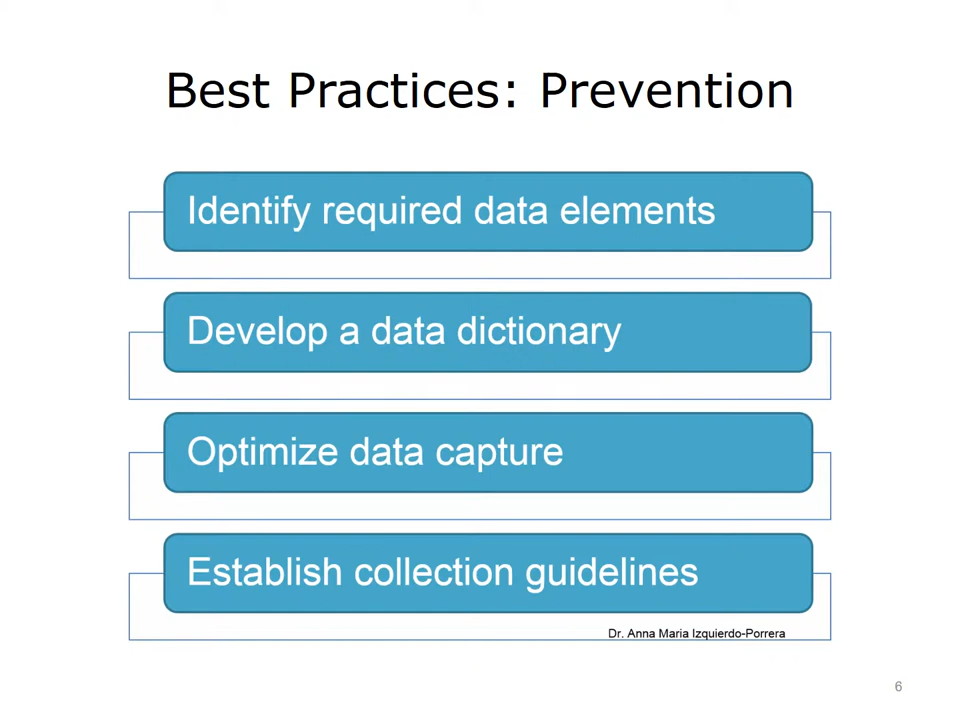 Best Practices: Prevention
Identify required data elements
Develop a data dictionary
Optimize data capture
Establish collection guidelines
Dr. Anna Maria Izquierdo-Porrera
6